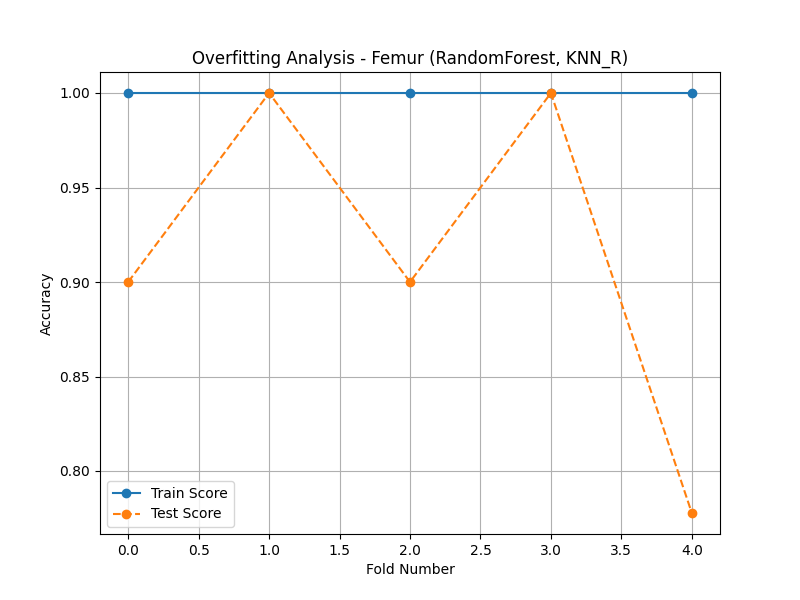 Overfitting Analysis - Femur (RandomForest, KNN_R)
1.00
0.95
0.90
0.85
0.80
Accuracy
Train Score
Test Score
0.0 0.5 1.0 1.5 2.0 2.5 3.0 3.5 4.0
Fold Number